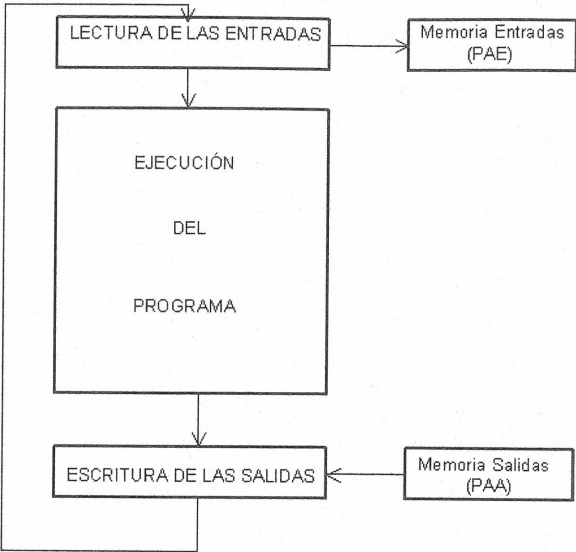 LECTURA DE LAS ENTRADAS
Memoria Entradas
(PAE)
EJECUCIÓN
DEL
PROGRAMA
ESCRITURA DE LAS SALIDAS
Memoria Salidas
(PAA)